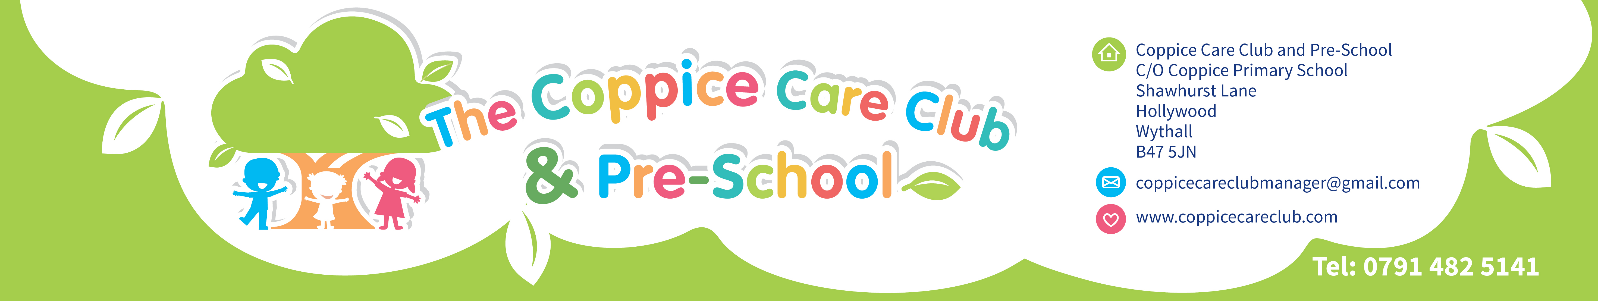 The Coppice Care Club
& Pre-School
Coppice Care Club and Pre-School
C/O Coppice Primary School
Shawhurst Lane
Hollywood
Wythall
B47 5JN
coppicecareclubmanager@gmail.com
www.coppicecareclub.com
Tel: 0791 482 5141